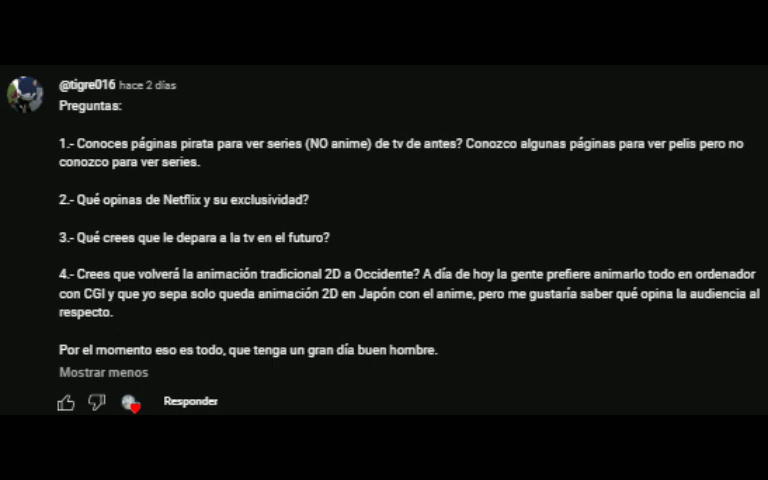 @tigre016 hace 2 días
Preguntas:
1.- Conoces páginas pirata para ver series (NO anime) de tv de antes? Conozco algunas páginas para ver pelis pero no
conozco para ver series.
2.- Qué opinas de Netflix y su exclusividad?
3.- Qué crees que le depara a la tv en el futuro?
4.- Crees que volverá la animación tradicional 2D a Occidente? A día de hoy la gente prefiere animarlo todo en ordenador
con CGI y que yo sepa solo queda animación 2D en Japón con el anime, pero me gustaría saber qué opina la audiencia al
respecto.
Por el momento eso es todo, que tenga un gran día buen hombre.
Mostrar menos
Responder